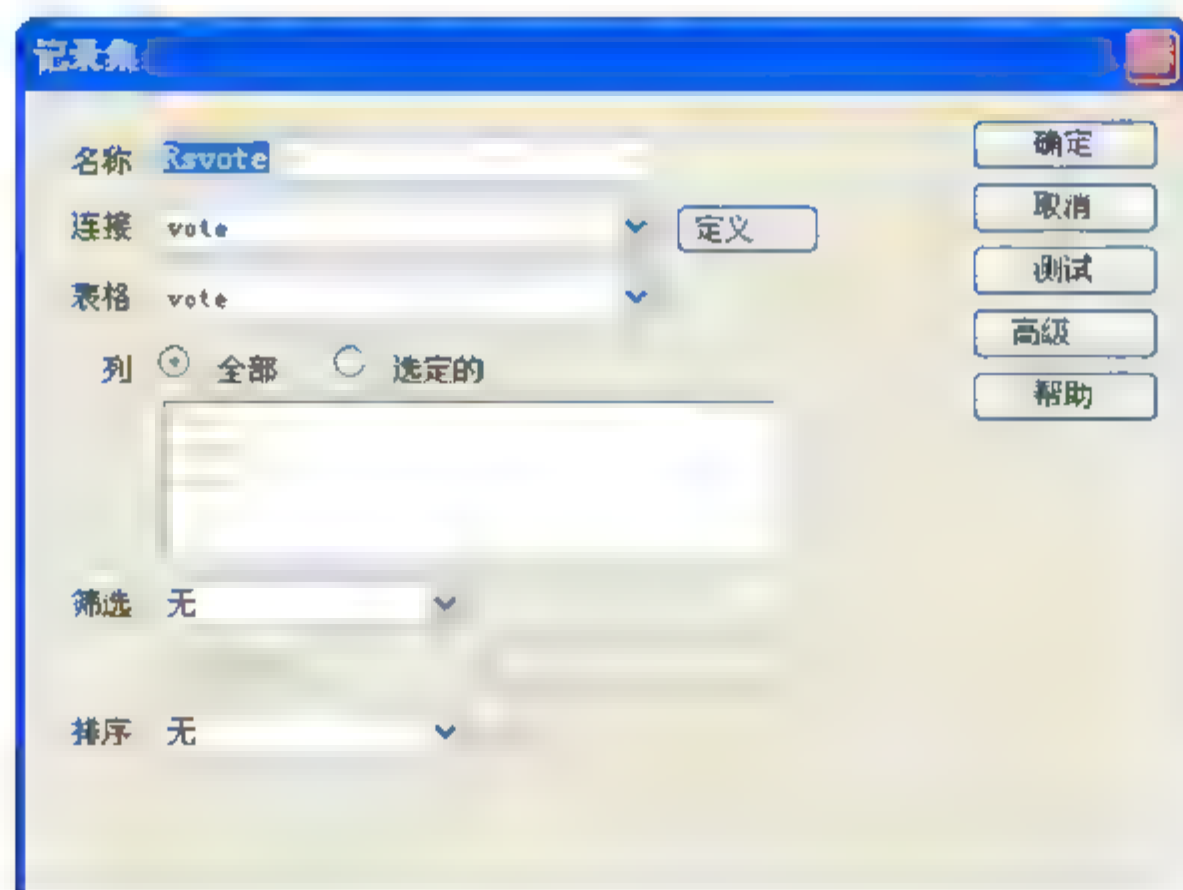 记录集
名称 Rsvote
确定
连接 vote 定义
取消
表格 vote
测试
列 全部 选定的
高级
帮助
筛选 无
排序 无